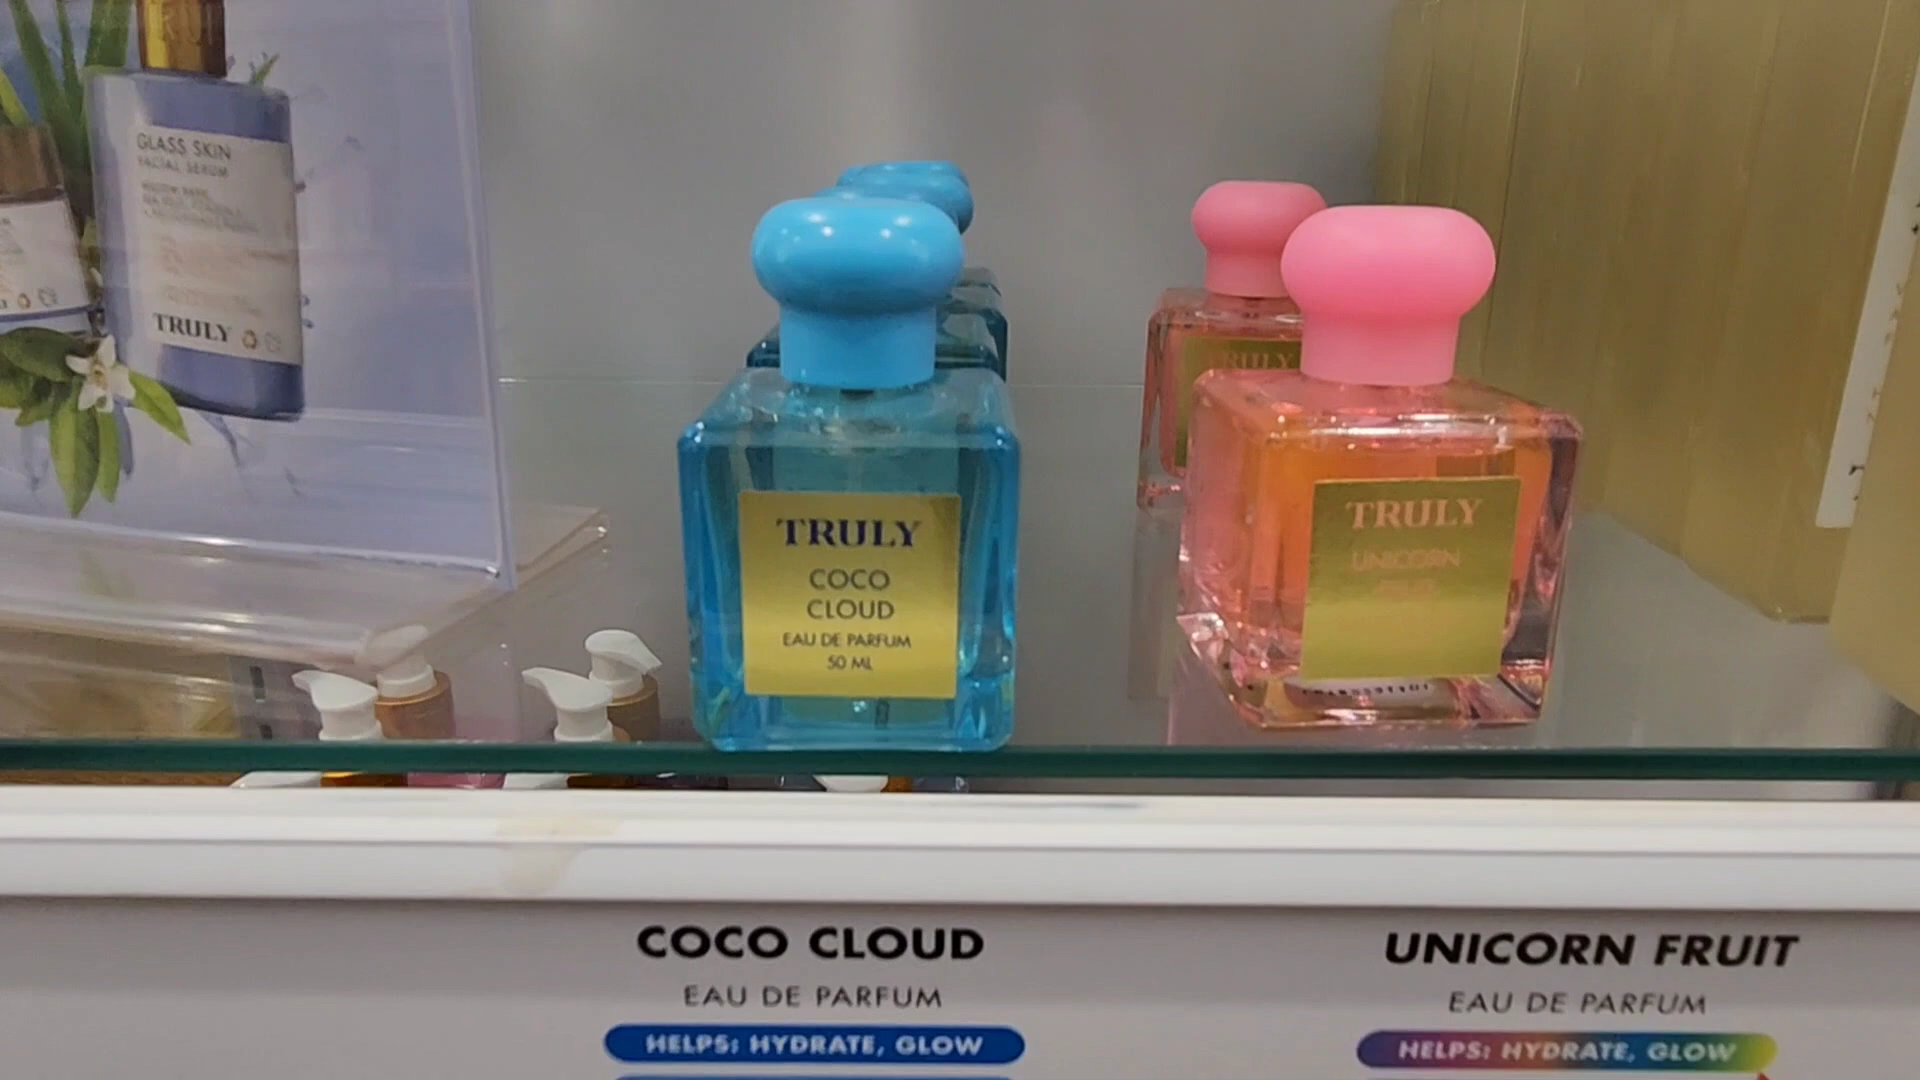 GLASS SKIN
FACIAL SERUM
TRULY
TRULY
COCO
CLOUD
EAU DE PARFUM
50 ML
TRULY
TRULY
UNICORN
COCO CLOUD
EAU DE PARFUM
HELPS: HYDRATE, GLOW
UNICORN FRUIT
EAU DE PARFUM
HELPS: HYDRATE, GLOW